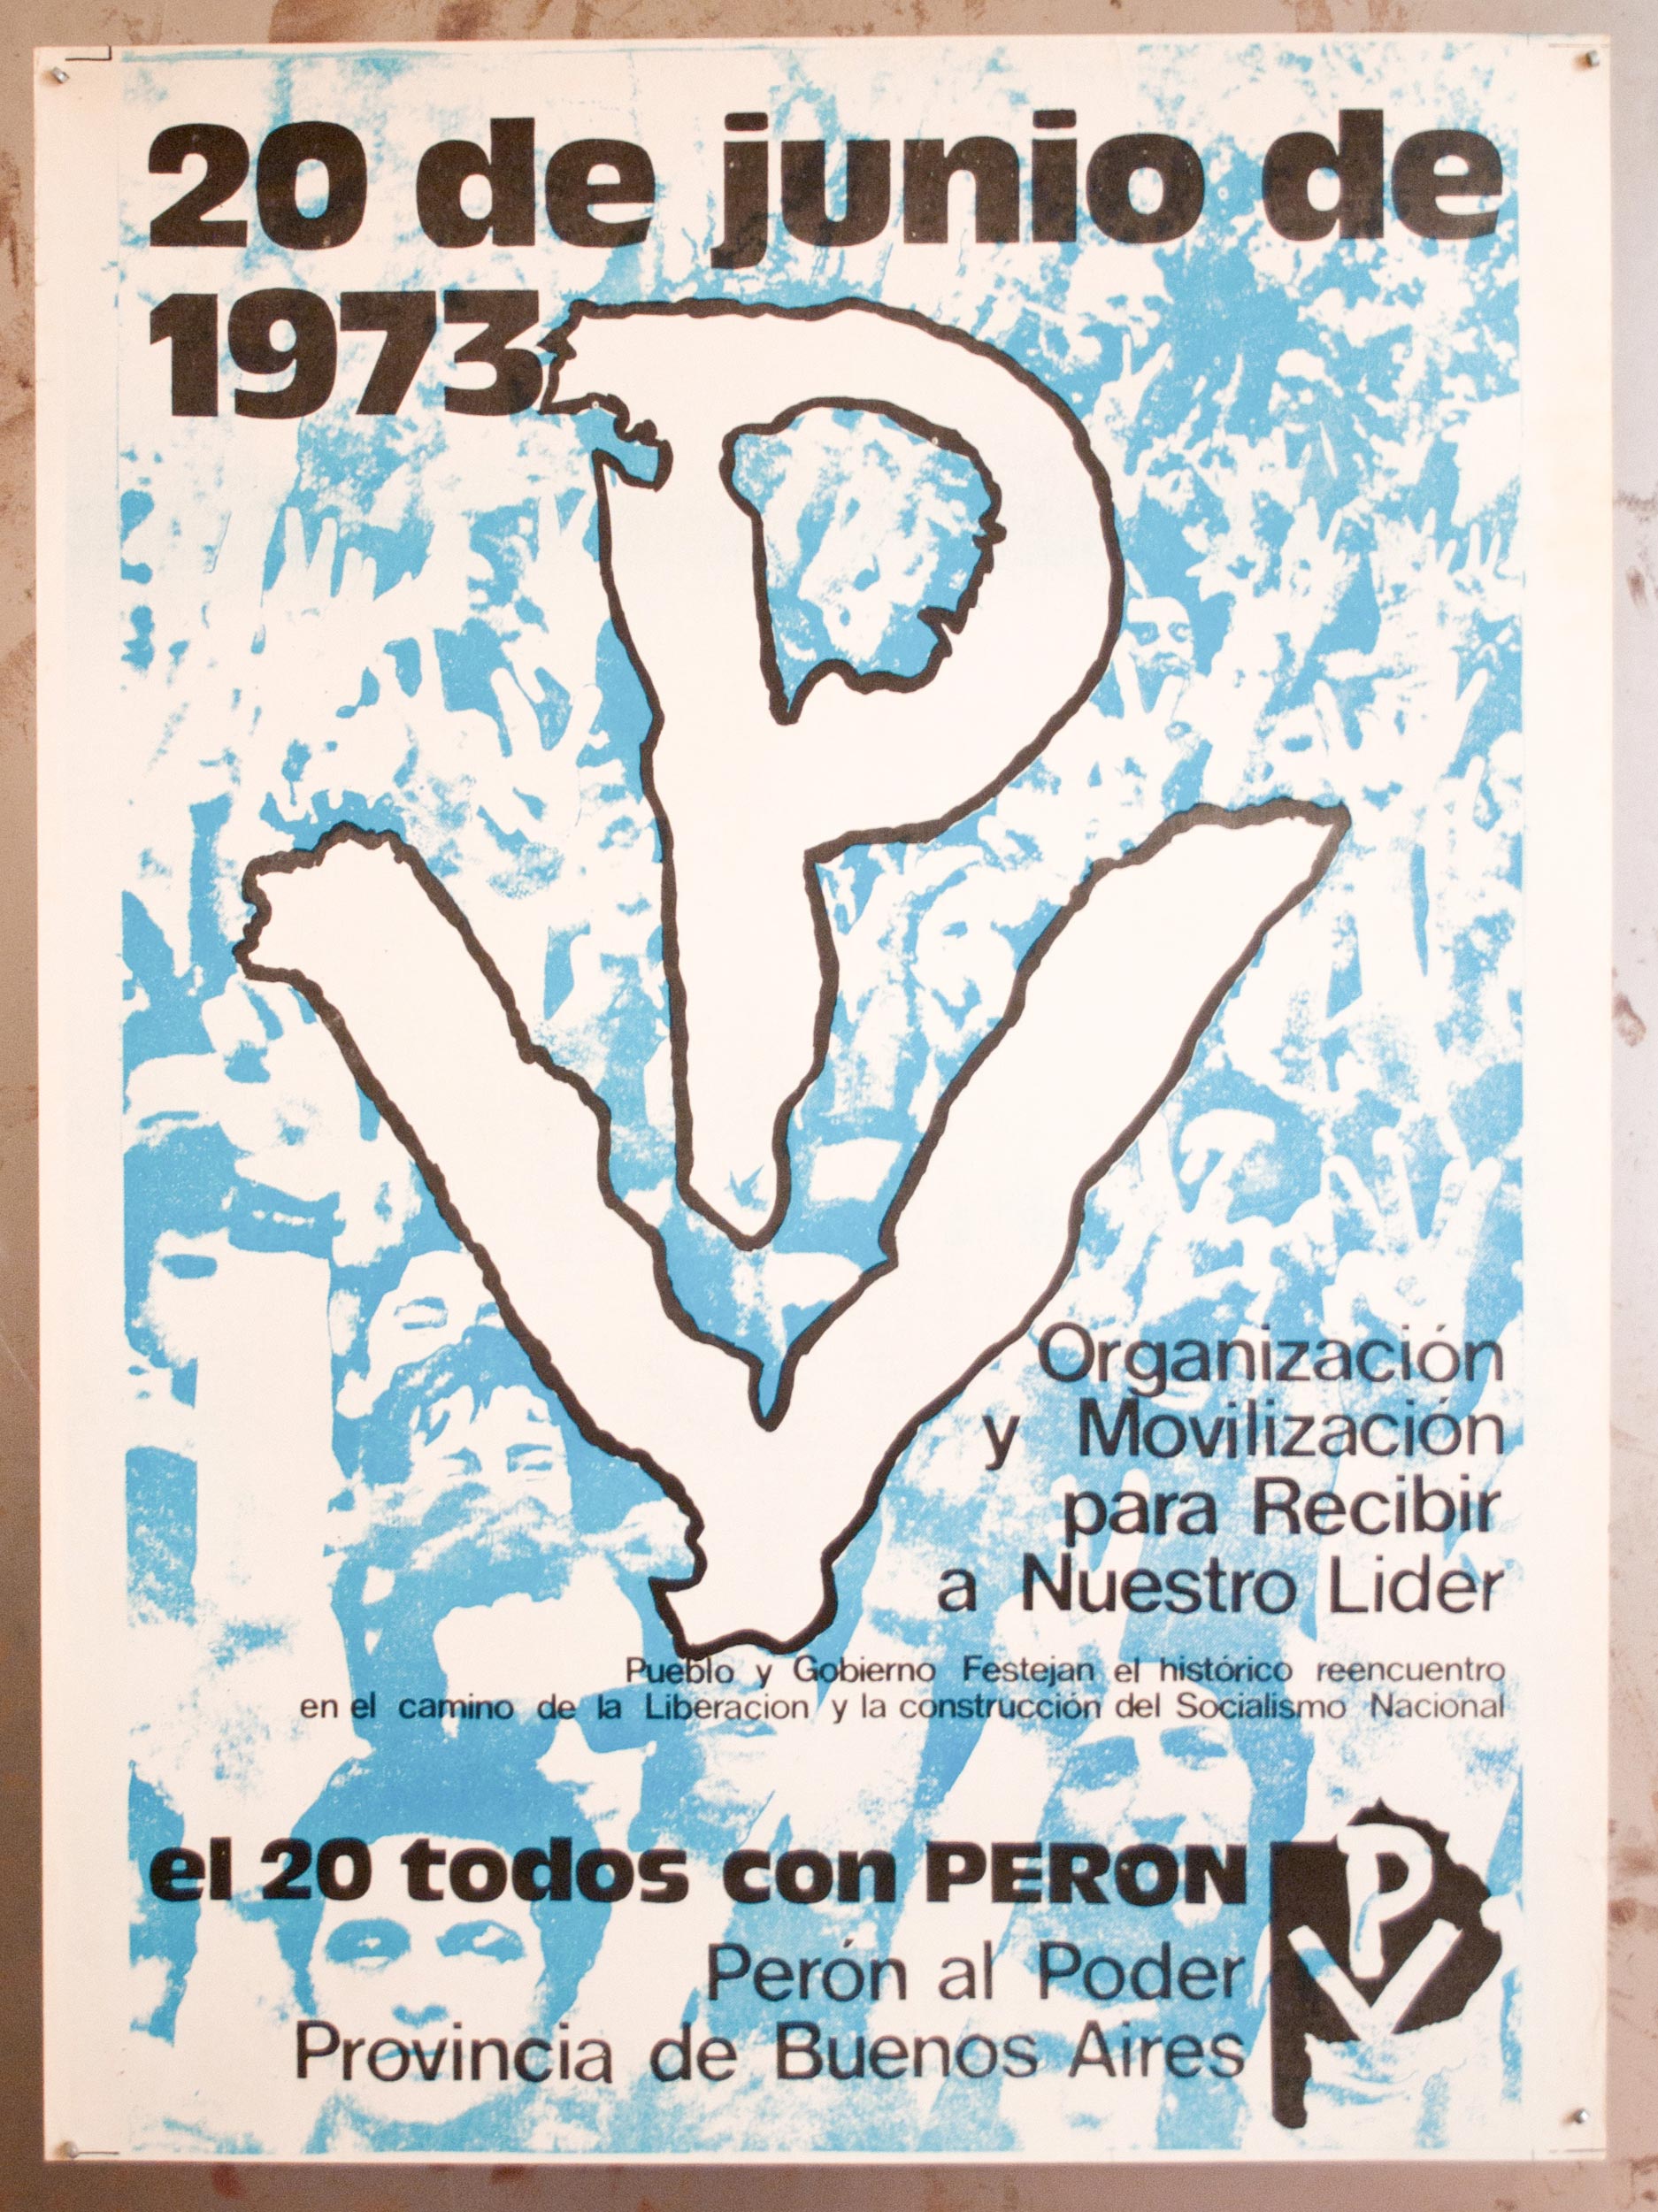 20 de junio de
1973
PV
Organización
y Movilización
para Recibir
a Nuestro Lider
Pueblo y Gobierno Festejan el histórico reencuentro
en el camino de la Liberacion y la construcción del Socialismo Nacional
el 20 todos con PERON
Perón al Poder
Provincia de Buenos Aires
PV